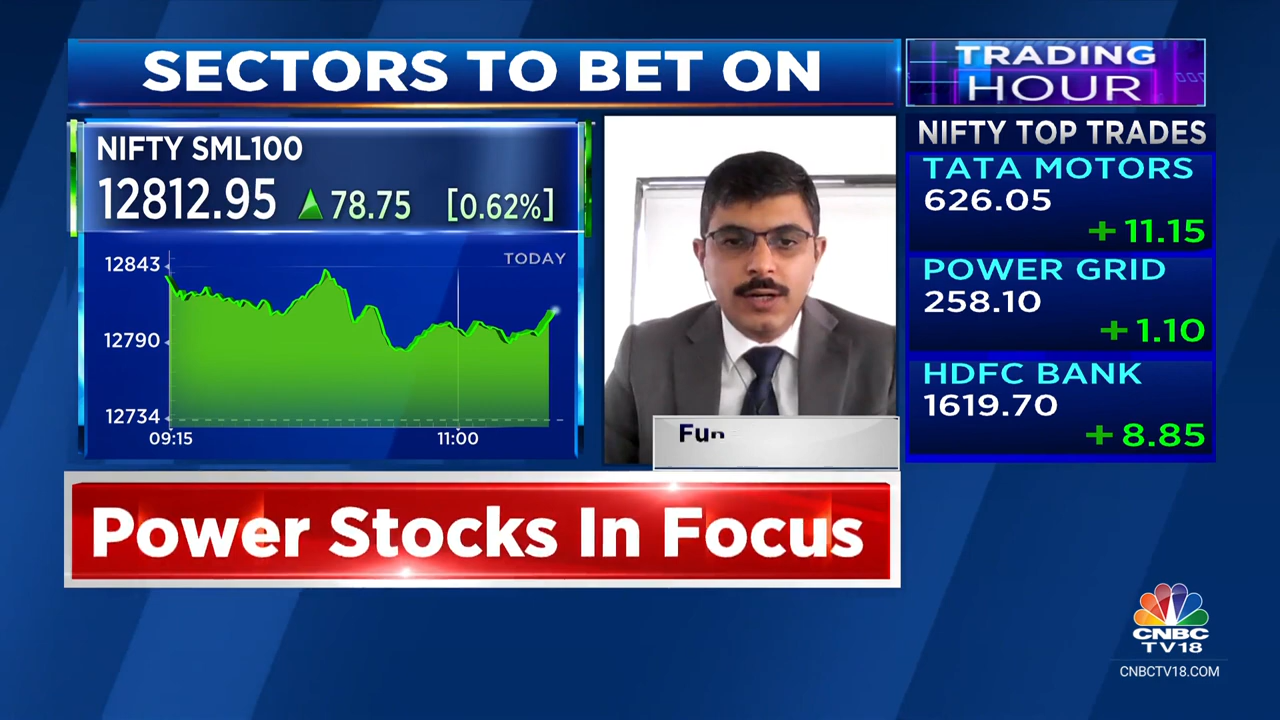 SECTORS TO BET ON
TRADING
HOUR
NIFTY SML100
12812.95 ▲ 78.75 [0.62%]
TODAY
12843
12790
12734
09:15
11:00
NIFTY TOP TRADES
TATA MOTORS
626.05
+ 11.15
POWER GRID
258.10
+ 1.10
HDFC BANK
1619.70
+ 8.85
Power Stocks In Focus
CNBC
TV18
CNBCTV18.COM